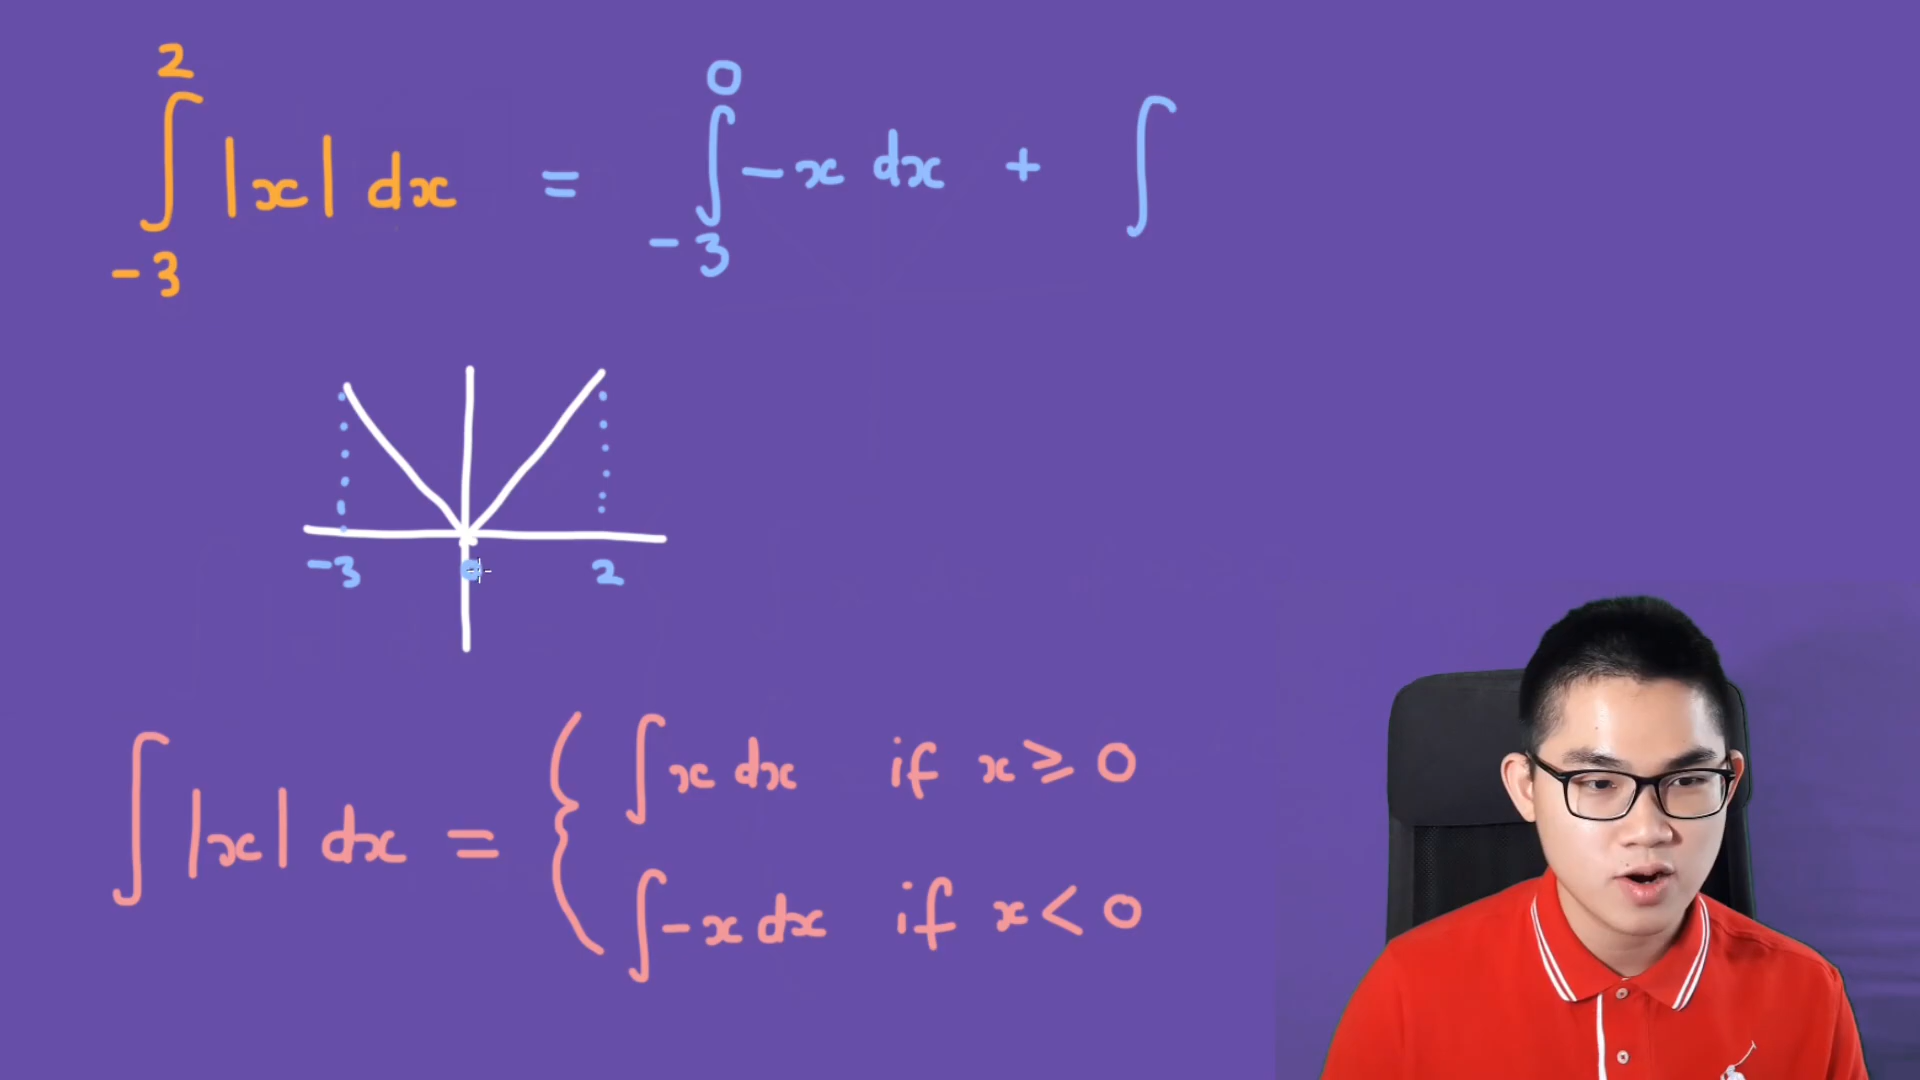 ∫_{-3}^{2} |x| dx = ∫_{-3}^{0} -x dx + ∫
-3 0 2
∫ |x| dx = { ∫ x dx if x ≥ 0
∫ -x dx if x < 0